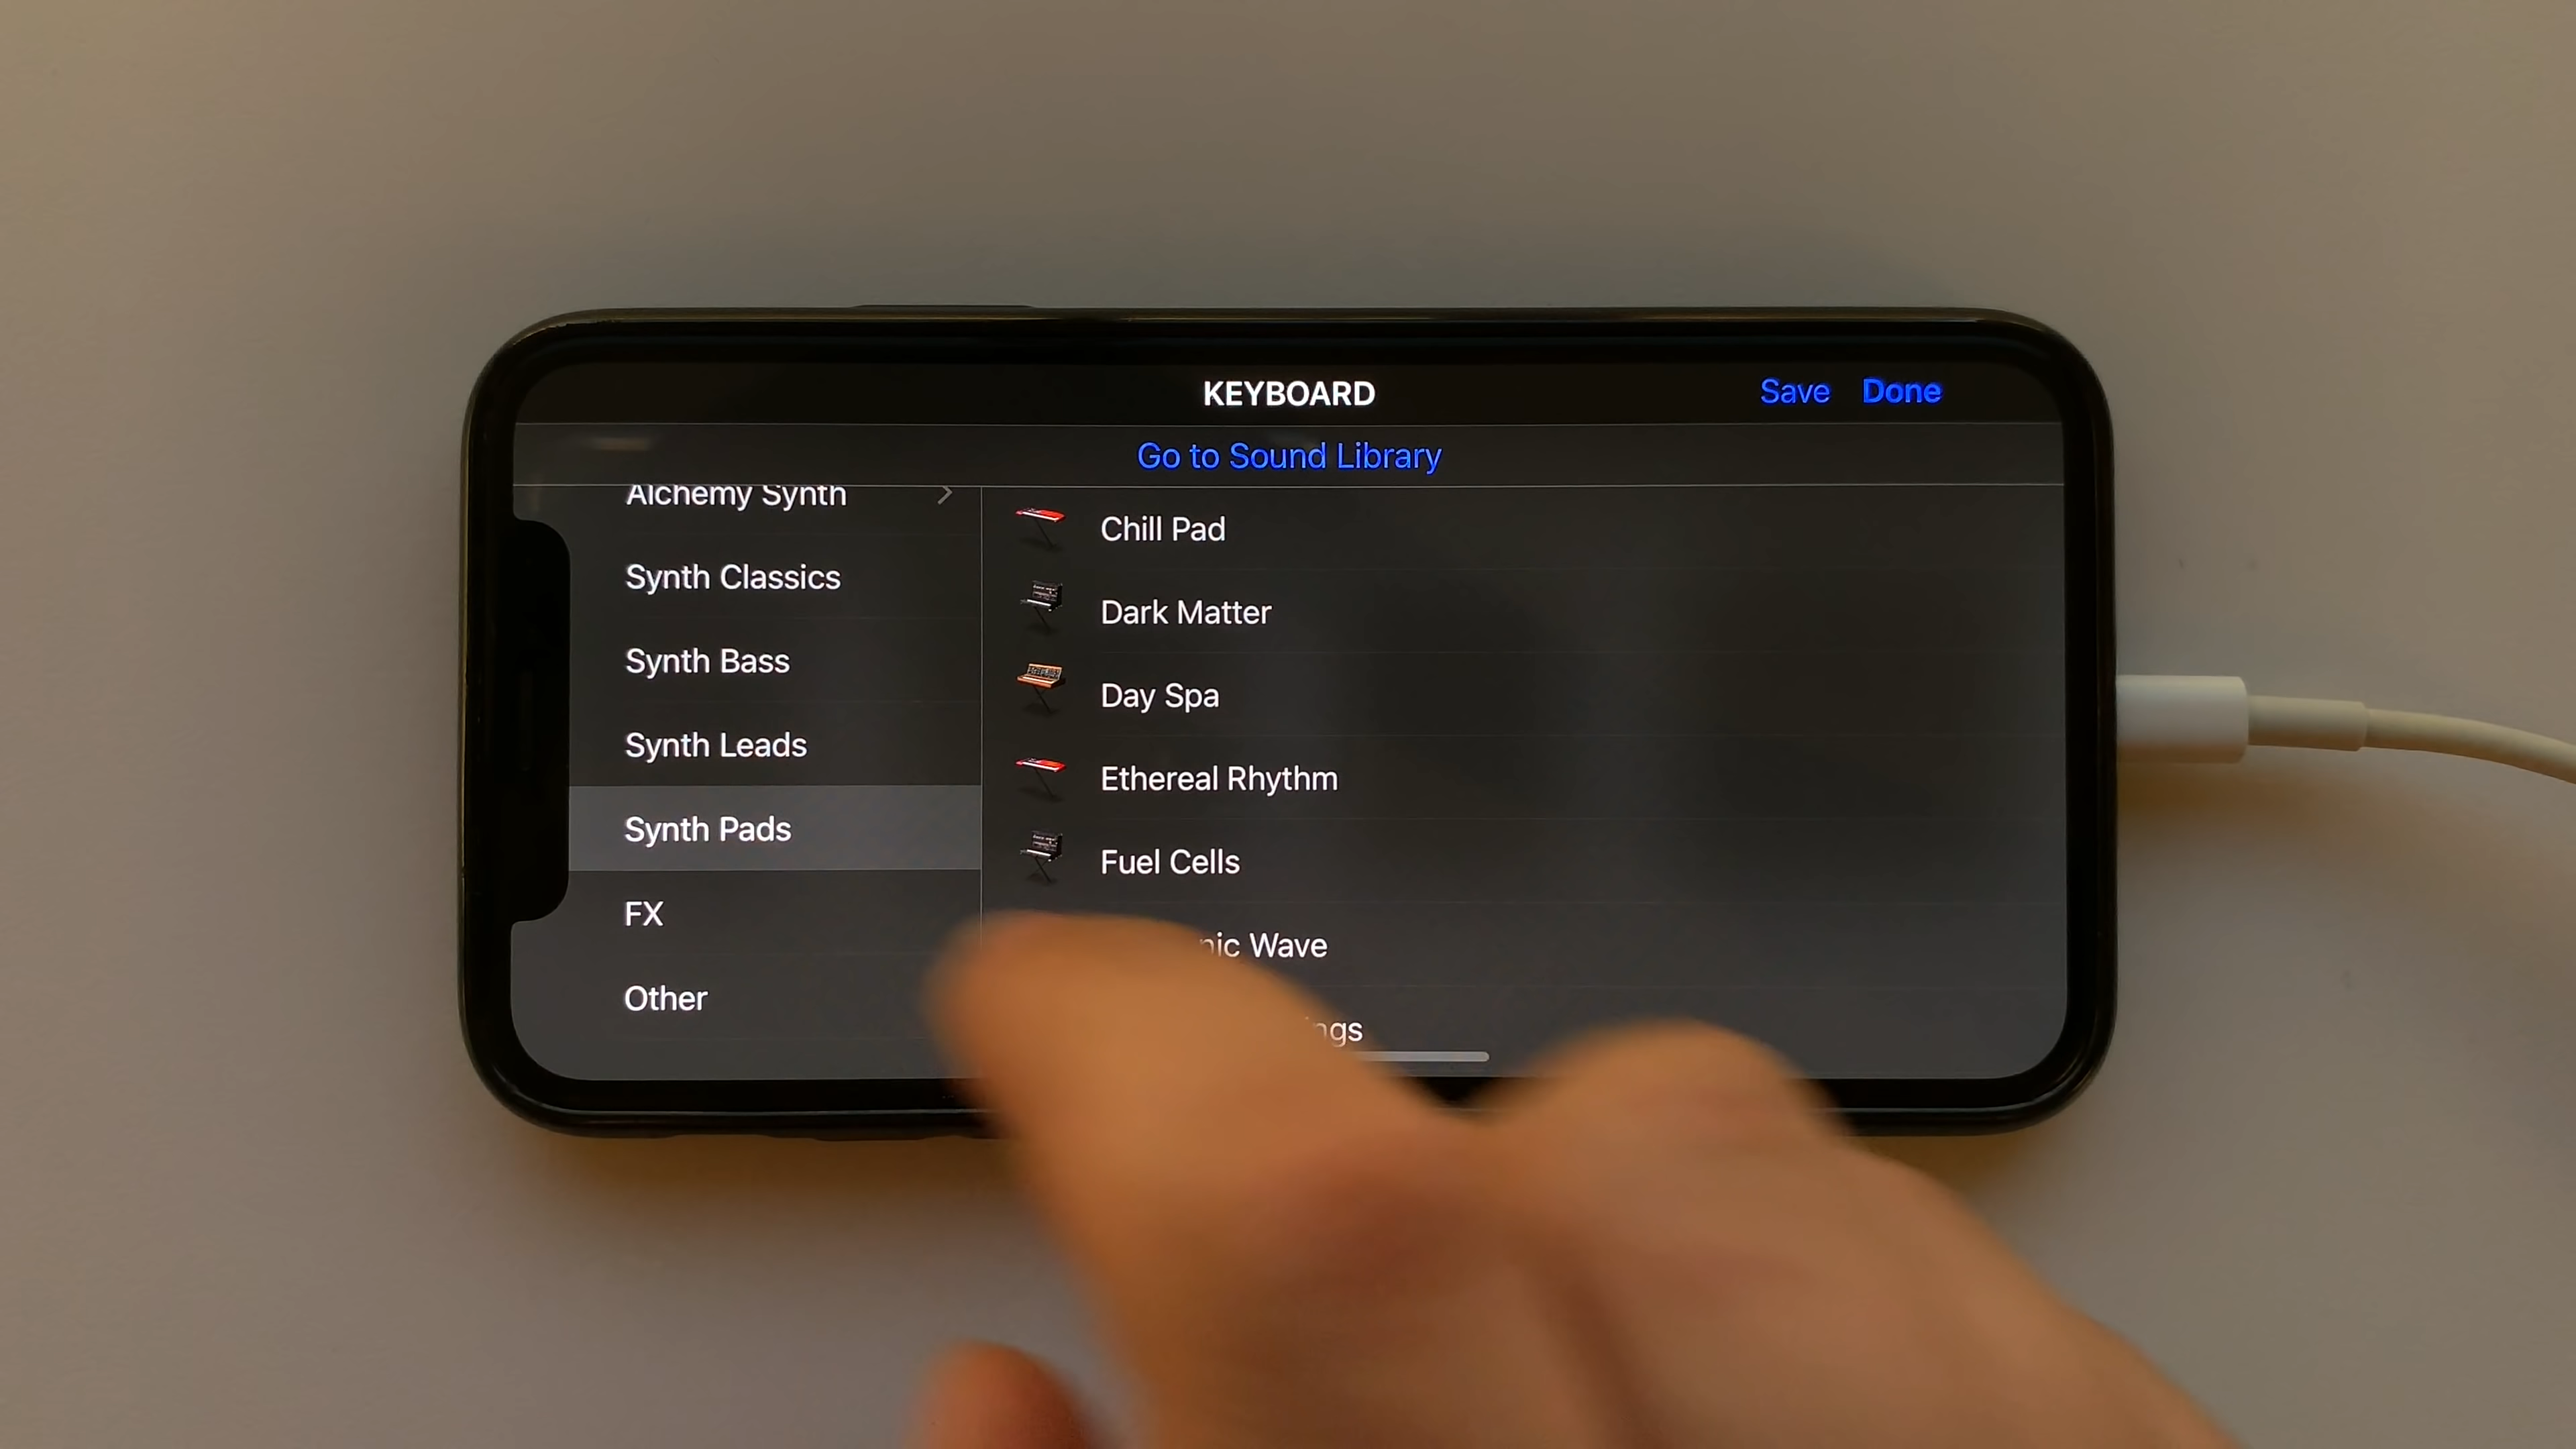 KEYBOARD
Save Done
Go to Sound Library
Alchemy Synth
Synth Classics
Synth Bass
Synth Leads
Synth Pads
FX
Other
Chill Pad
Dark Matter
Day Spa
Ethereal Rhythm
Fuel Cells
Wave